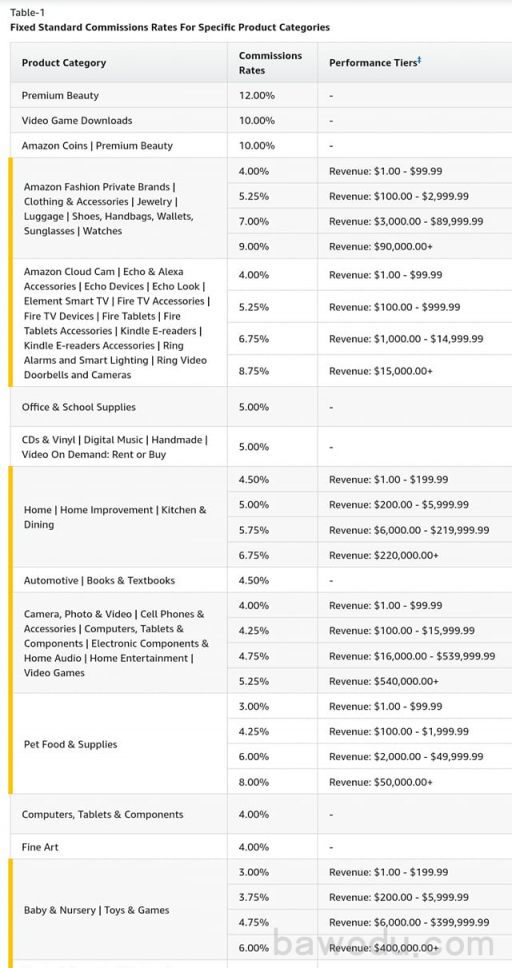 Table-1
Fixed Standard Commissions Rates For Specific Product Categories
Product Category
Commissions
Rates
Performance Tiers‡
Premium Beauty
12.00%
-
Video Game Downloads
10.00%
-
Amazon Coins | Premium Beauty
10.00%
-
Amazon Fashion Private Brands |
Clothing & Accessories | Jewelry |
Luggage | Shoes, Handbags, Wallets,
Sunglasses | Watches
4.00%
Revenue: $1.00 - $99.99
5.25%
Revenue: $100.00 - $2,999.99
7.00%
Revenue: $3,000.00 - $89,999.99
9.00%
Revenue: $90,000.00+
Amazon Cloud Cam | Echo & Alexa
Accessories | Echo Devices | Echo Look |
Element Smart TV | Fire TV Accessories |
Fire TV Devices | Fire Tablets | Fire
Tablets Accessories | Kindle E-readers |
Kindle E-readers Accessories | Ring
Alarms and Smart Lighting | Ring Video
Doorbells and Cameras
4.00%
Revenue: $1.00 - $99.99
5.25%
Revenue: $100.00 - $999.99
6.75%
Revenue: $1,000.00 - $14,999.99
8.75%
Revenue: $15,000.00+
Office & School Supplies
5.00%
-
CDs & Vinyl | Digital Music | Handmade |
Video On Demand: Rent or Buy
5.00%
-
Home | Home Improvement | Kitchen &
Dining
4.50%
Revenue: $1.00 - $199.99
5.00%
Revenue: $200.00 - $5,999.99
5.75%
Revenue: $6,000.00 - $219,999.99
6.75%
Revenue: $220,000.00+
Automotive | Books & Textbooks
4.50%
-
Camera, Photo & Video | Cell Phones &
Accessories | Computers, Tablets &
Components | Electronic Components &
Home Audio | Home Entertainment |
Video Games
4.00%
Revenue: $1.00 - $99.99
4.25%
Revenue: $100.00 - $15,999.99
4.75%
Revenue: $16,000.00 - $539,999.99
5.25%
Revenue: $540,000.00+
Pet Food & Supplies
3.00%
Revenue: $1.00 - $99.99
4.25%
Revenue: $100.00 - $1,999.99
6.00%
Revenue: $2,000.00 - $49,999.99
8.00%
Revenue: $50,000.00+
Computers, Tablets & Components
4.00%
-
Fine Art
4.00%
-
Baby & Nursery | Toys & Games
3.00%
Revenue: $1.00 - $199.99
3.75%
Revenue: $200.00 - $5,999.99
4.75%
Revenue: $6,000.00 - $399,999.99
6.00%
Revenue: $400,000.00+
bawodu.com